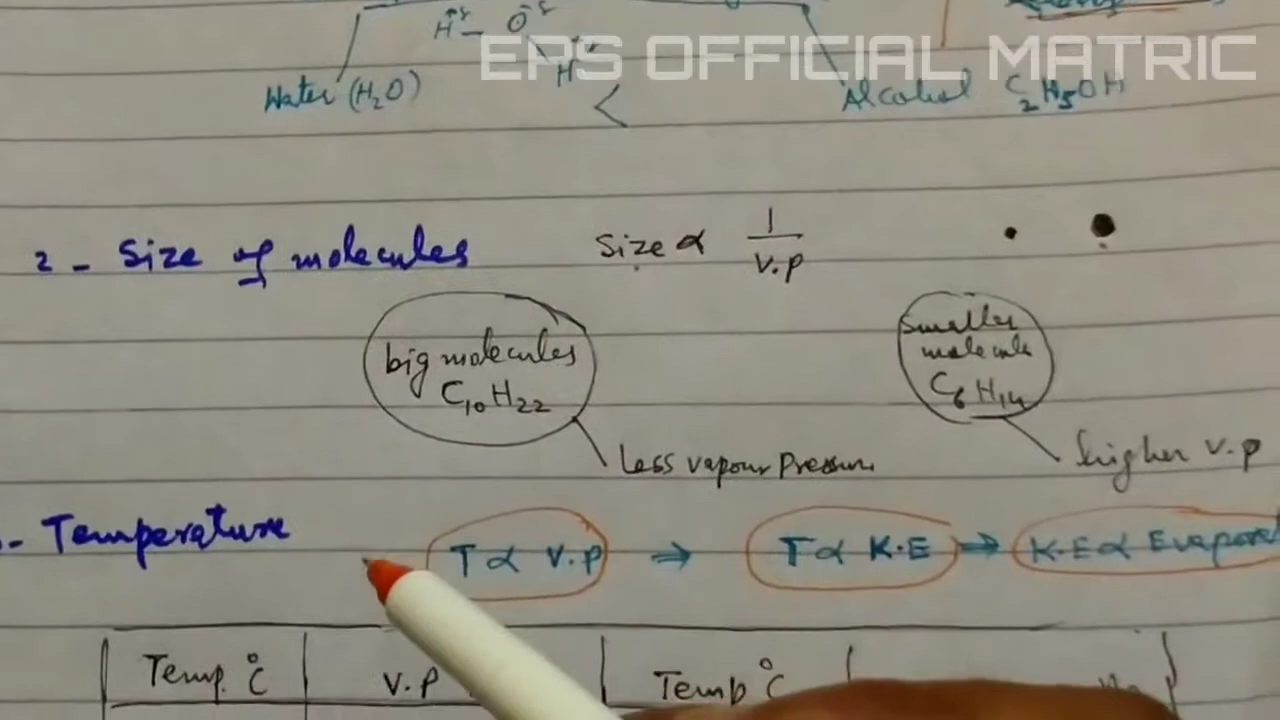 H O
EPS OFFICIAL MATRIC
H
Water (H2O) < Alcohol C2H5OH
2 - Size of molecules Size ∝ 1/v.p
big molecules
C10H22
Smaller
molecule
C6H14
Less vapour Pressure
higher v.p
- Temperature T ∝ V.P ⇒ T ∝ K.E ⇒ K.E ∝ Evapora
Temp °C V.P Temp °C